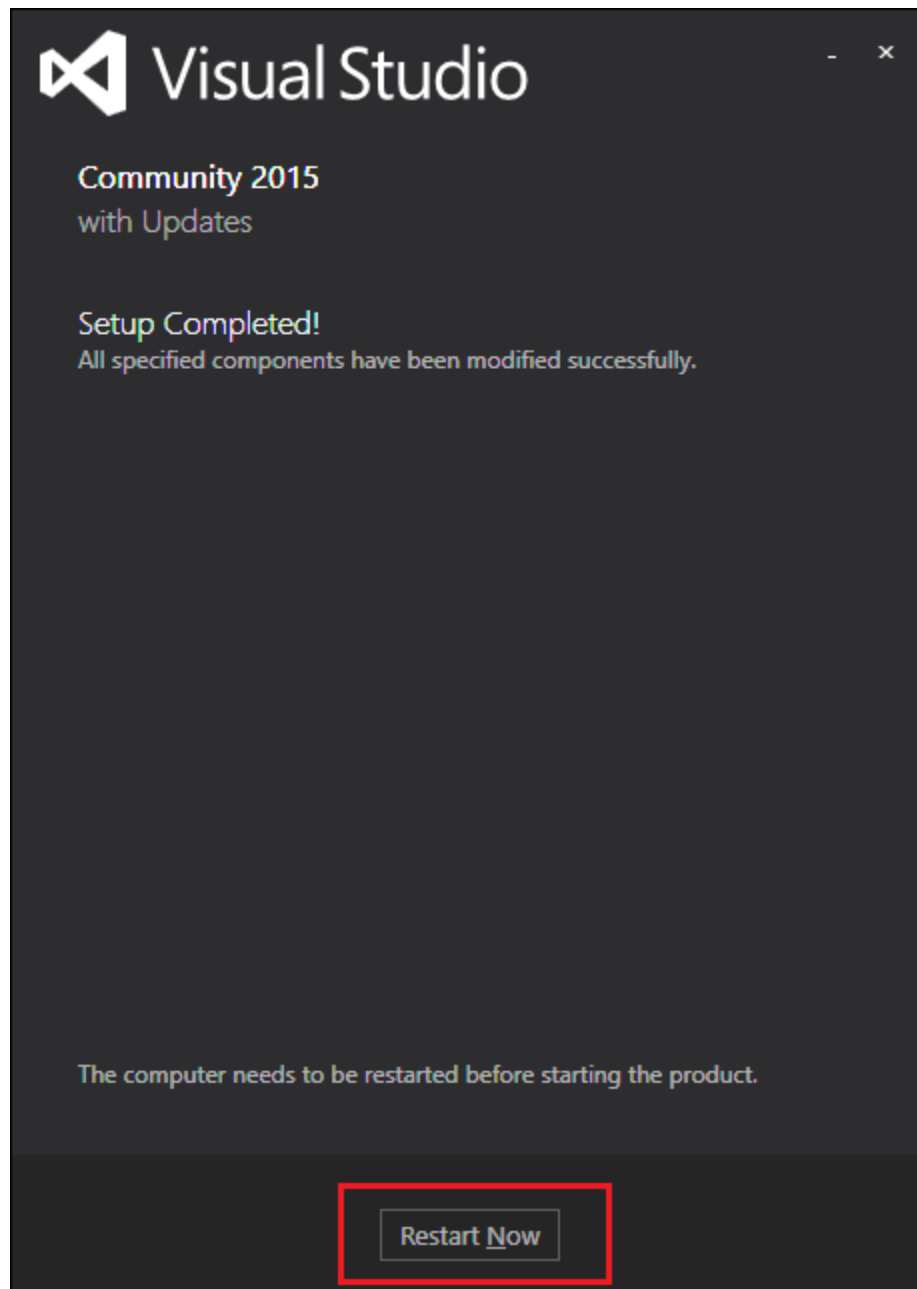 Visual Studio
Community 2015
with Updates
Setup Completed!
All specified components have been modified successfully.
The computer needs to be restarted before starting the product.
Restart Now